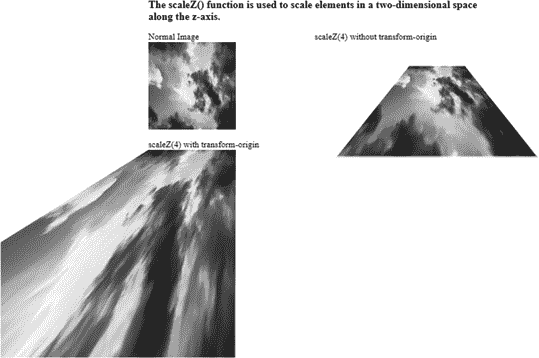 The scaleZ() function is used to scale elements in a two-dimensional space
along the z-axis.
Normal Image
scaleZ(4) without transform-origin
scaleZ(4) with transform-origin